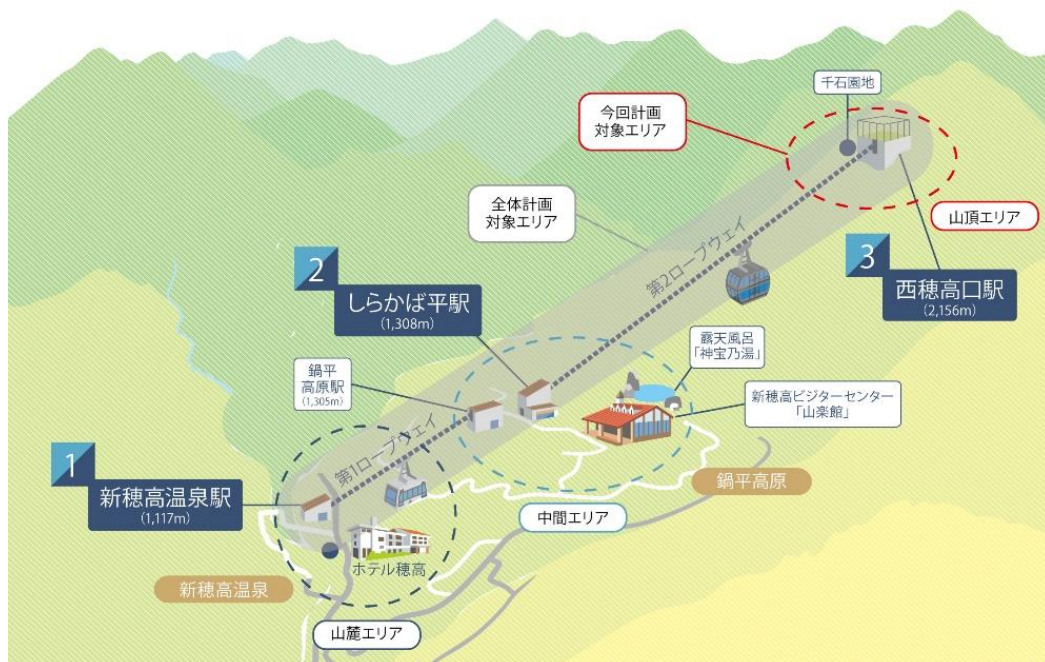 千石園地
今回計画
対象エリア
全体計画
対象エリア
山頂エリア
第2ロープウェイ
3
西穂高口駅
(2,156m)
2
しらかば平駅
(1,308m)
露天風呂
「神宝乃湯」
鍋平
高原駅
(1,305m)
新穂高ビジターセンター
「山楽館」
第1ロープウェイ
1
新穂高温泉駅
(1,117m)
鍋平高原
中間エリア
ホテル穂高
新穂高温泉
山麓エリア